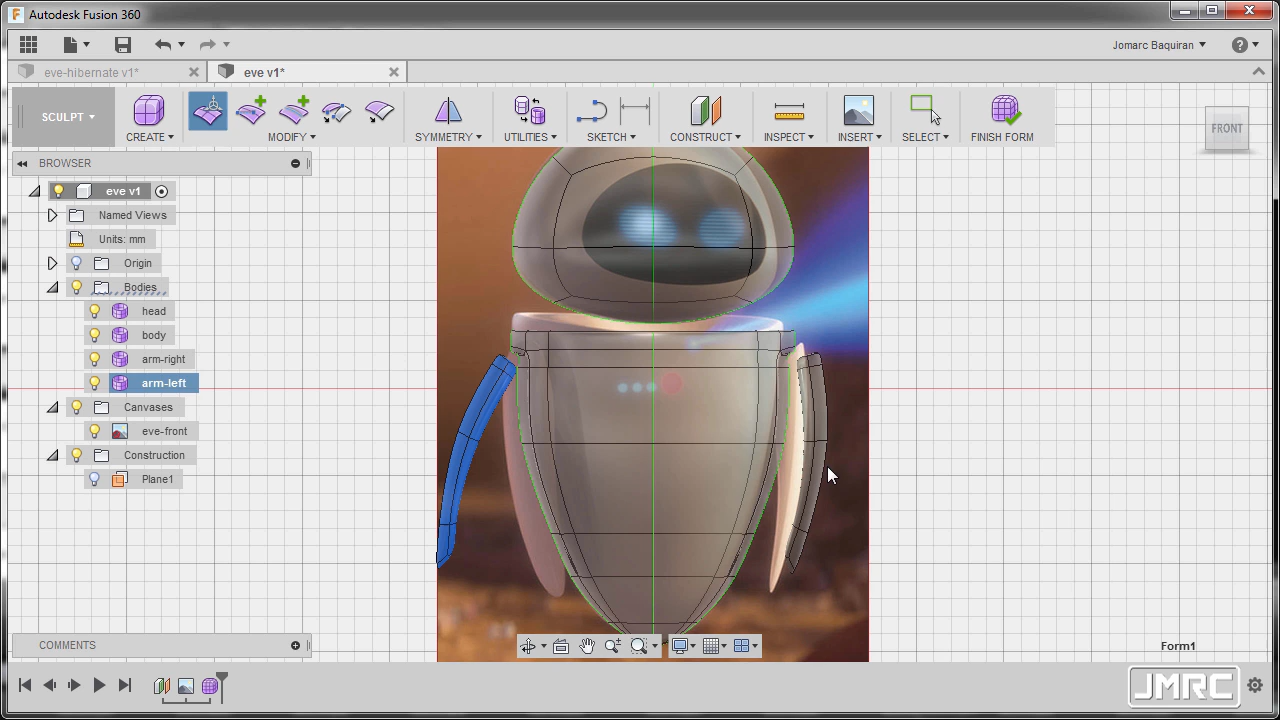 Autodesk Fusion 360
Jomarc Baquiran
eve-hibernate v1*
eve v1*
SCULPT
CREATE
MODIFY
SYMMETRY
UTILITIES
SKETCH
CONSTRUCT
INSPECT
INSERT
SELECT
FINISH FORM
FRONT
BROWSER
eve v1
Named Views
Units: mm
Origin
Bodies
head
body
arm-right
arm-left
Canvases
eve-front
Construction
Plane1
COMMENTS
Form1
JMRC